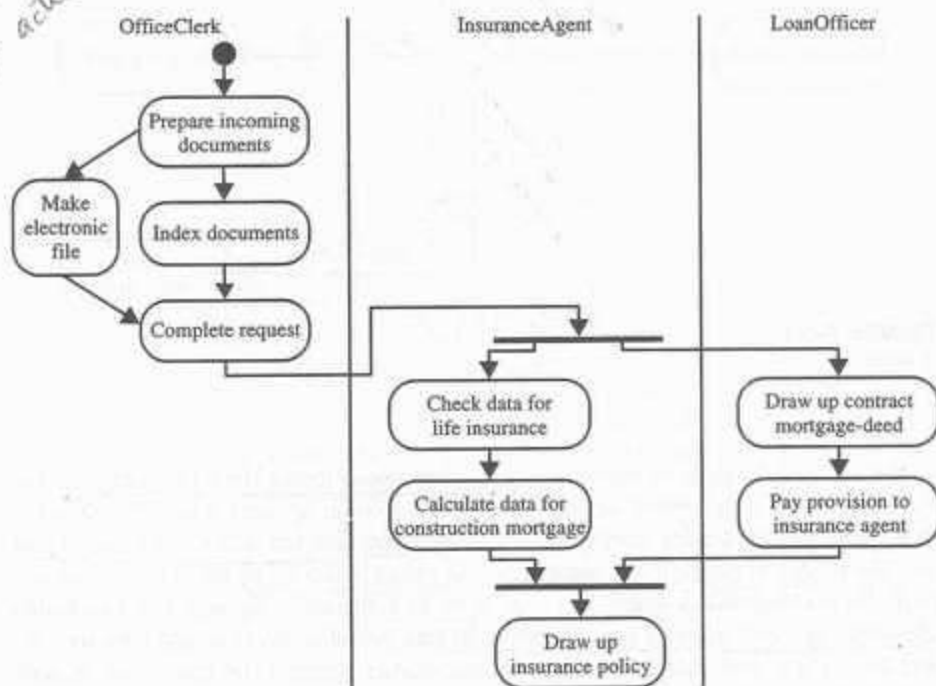 OfficeClerk
InsuranceAgent
LoanOfficer
Prepare incoming
documents
Make
electronic
file
Index documents
Complete request
Check data for
life insurance
Draw up contract
mortgage-deed
Calculate data for
construction mortgage
Pay provision to
insurance agent
Draw up
insurance policy